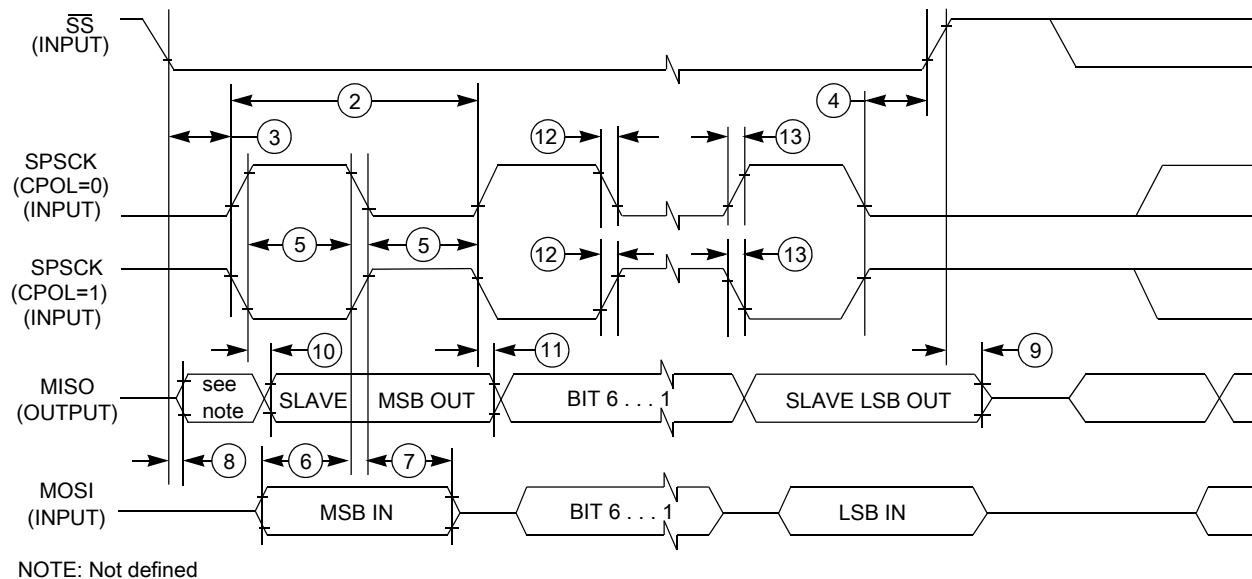 SS
(INPUT)
2
4
3
12
13
SPSCK
(CPOL=0)
(INPUT)
5
5
12
13
SPSCK
(CPOL=1)
(INPUT)
10
11
9
MISO
(OUTPUT)
see
note
SLAVE
MSB OUT
BIT 6 . . . 1
SLAVE LSB OUT
8
6
7
MOSI
(INPUT)
MSB IN
BIT 6 . . . 1
LSB IN
NOTE: Not defined